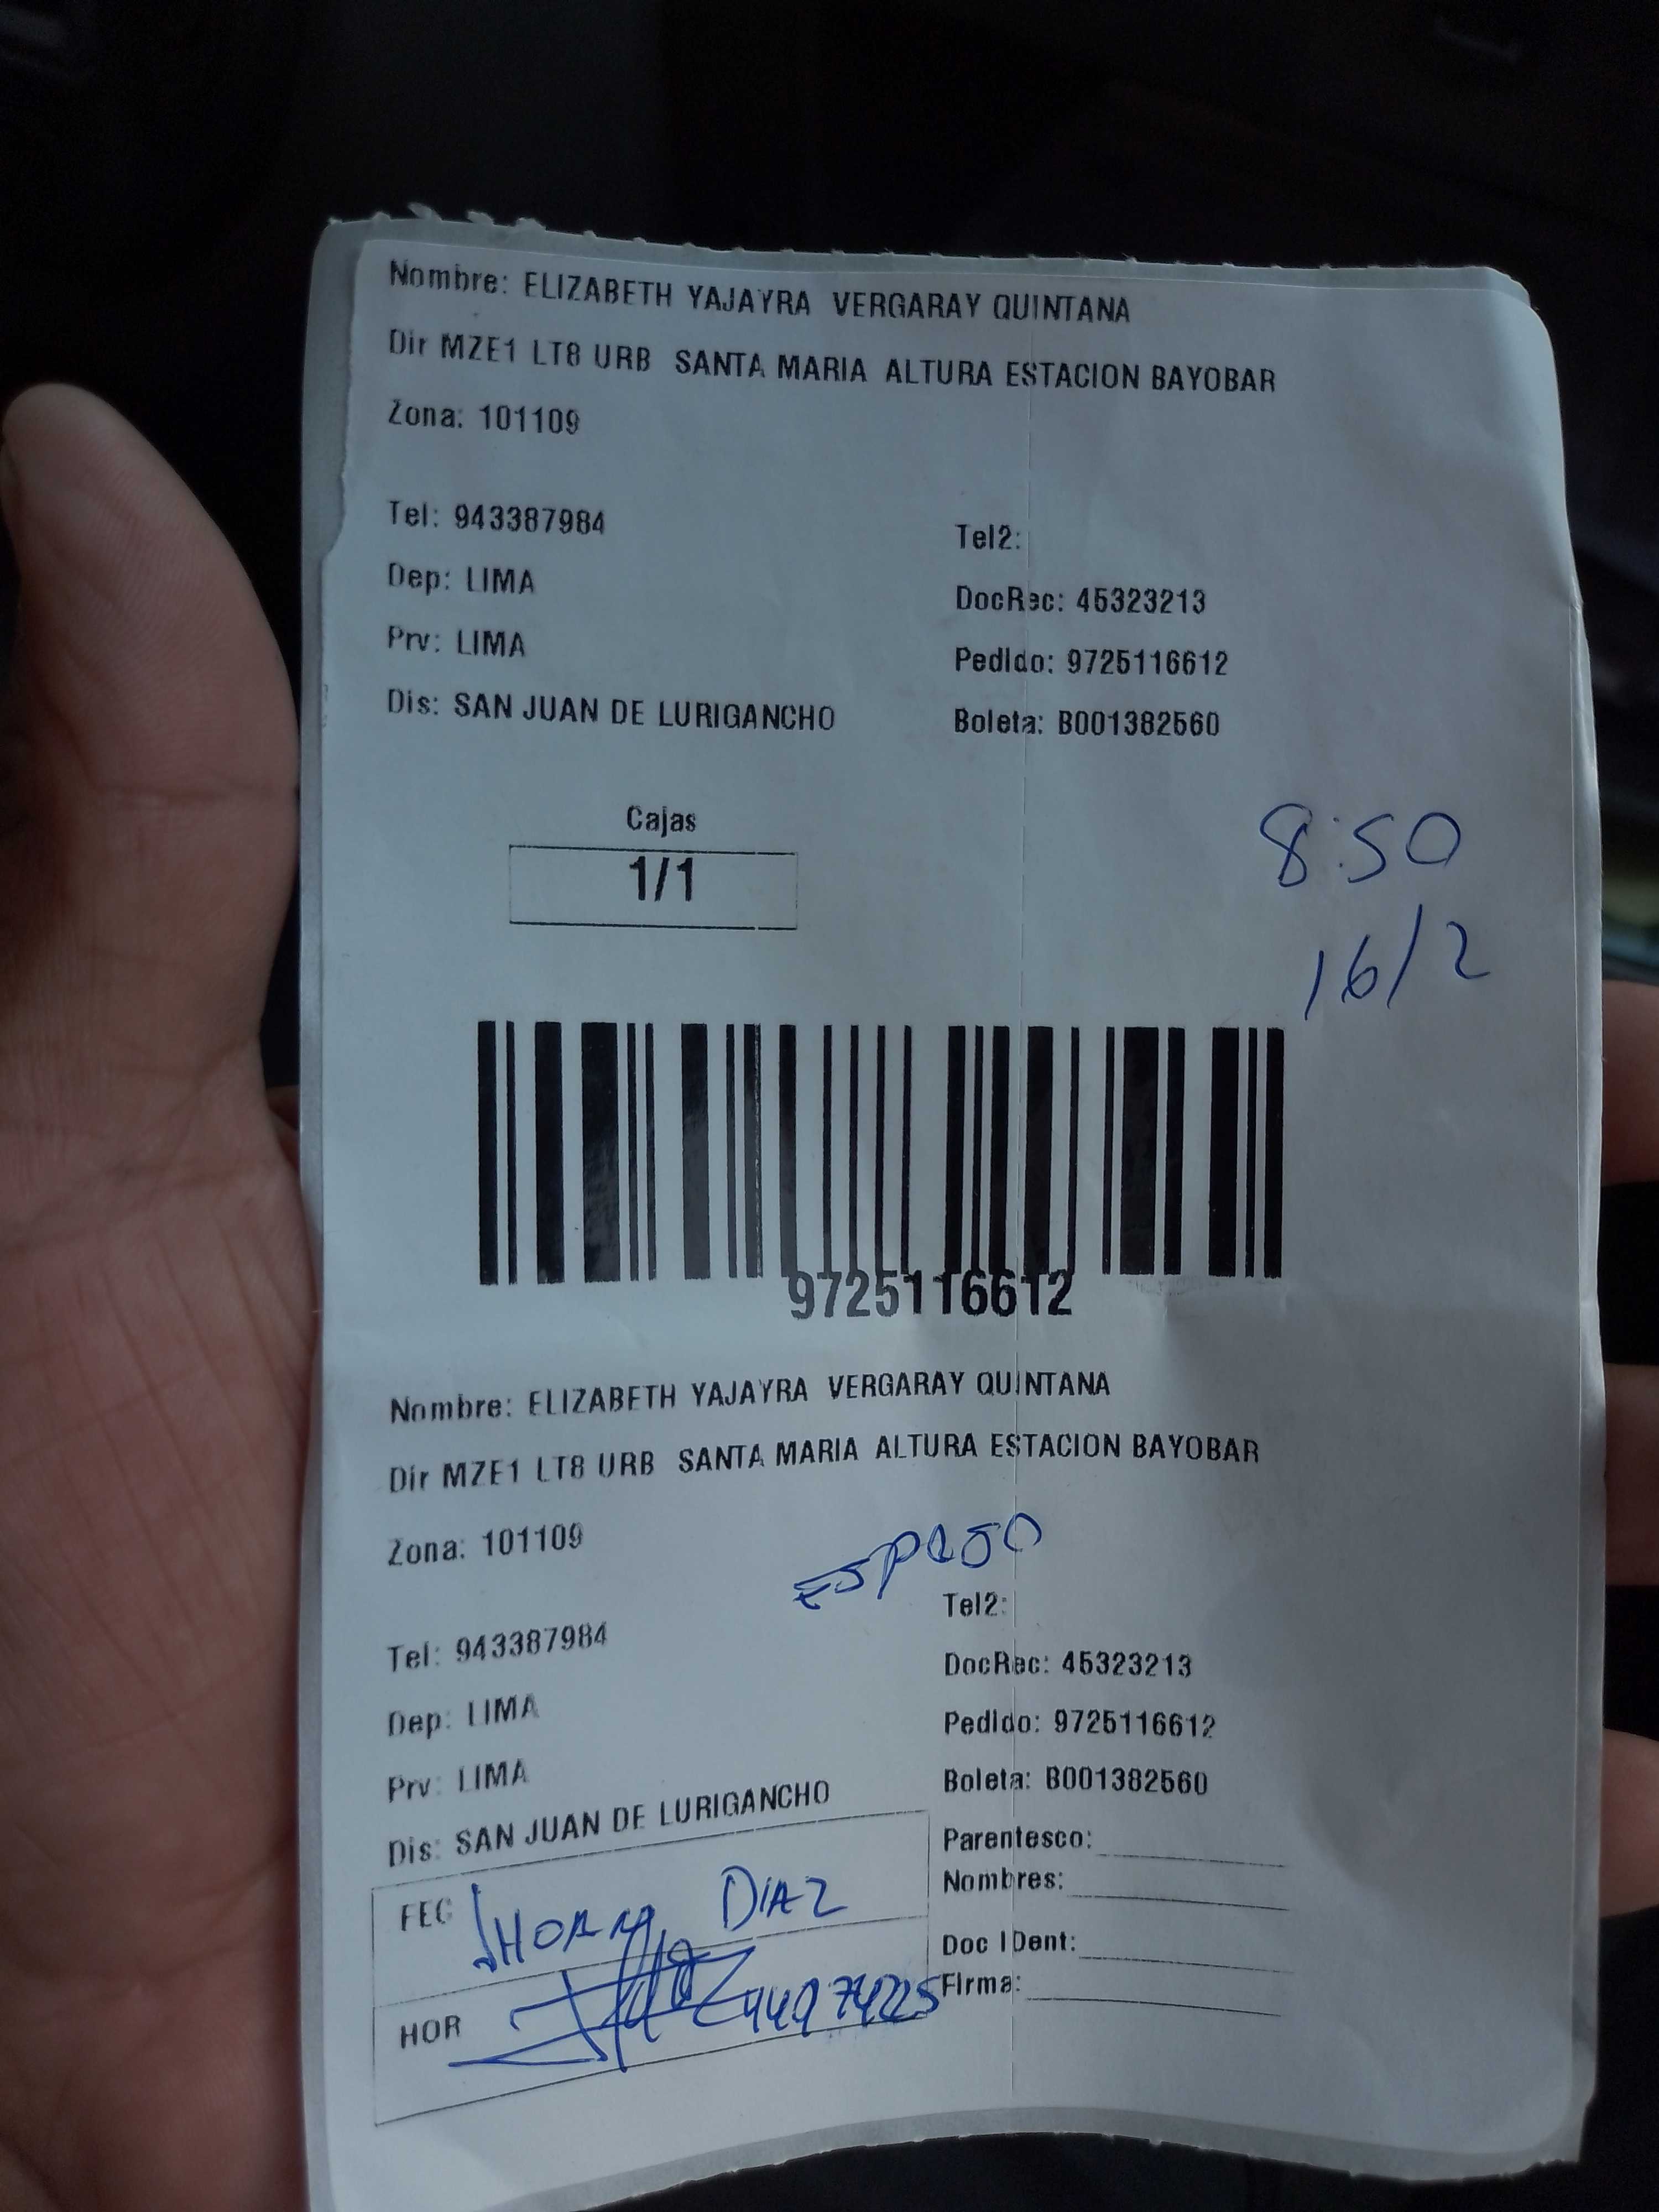 Nombre: ELIZABETH YAJAYRA VERGARAY QUINTANA
Dir MZE1 LT8 URB SANTA MARIA ALTURA ESTACION BAYOBAR
Zona: 101109
Tel: 943387984
Tel2:
Dep: LIMA
DocRec: 45323213
Prv: LIMA
Pedido: 9725116612
Dis: SAN JUAN DE LURIGANCHO
Boleta: B001382560
Cajas
1/1
8:50
16/2
9725116612
Nombre: ELIZABETH YAJAYRA VERGARAY QUINTANA
Dir MZE1 LT8 URB SANTA MARIA ALTURA ESTACION BAYOBAR
Zona: 101109
ESPOSO
Tel: 943387984
Tel2:
Dep: LIMA
DocRec: 45323213
Prv: LIMA
Pedido: 9725116612
Dis: SAN JUAN DE LURIGANCHO
Boleta: B001382560
Parentesco:
Nombres:
FEC DIAZ
Doc IDent:
HOR
Firma: